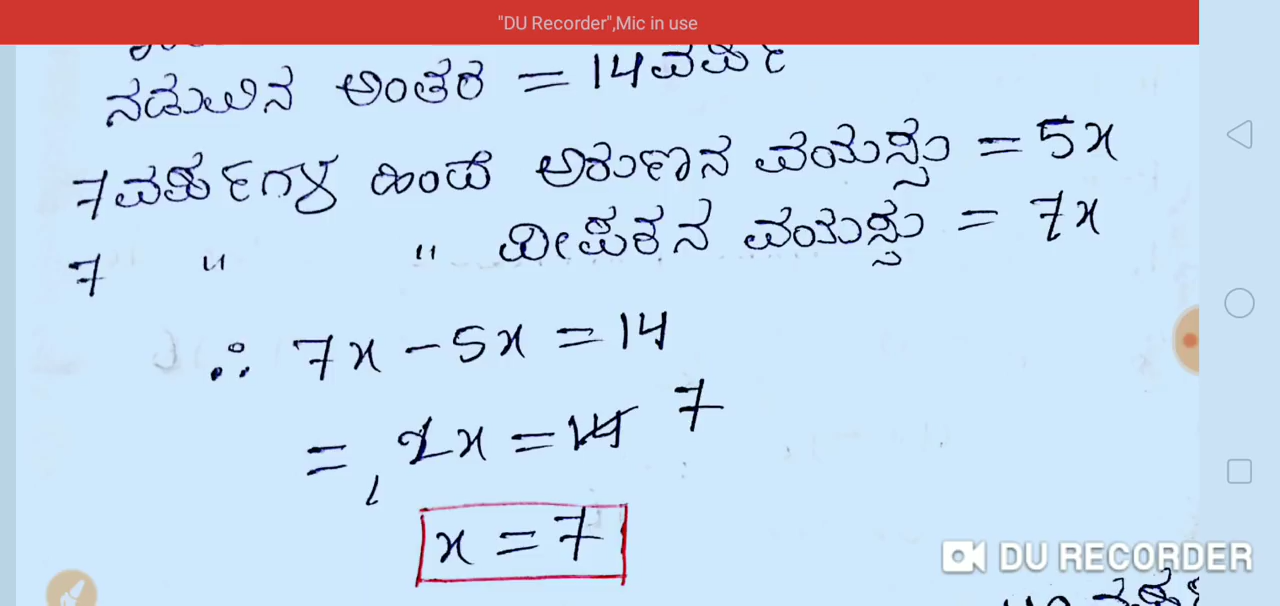 "DU Recorder",Mic in use
ನಡುವಿನ ಅಂತರ = 14 ವರ್ಷ
7 ವರ್ಷಗಳ ಹಿಂದೆ ಅರುಣನ ವಯಸ್ಸು = 5x
7 " " ದೀಪಕನ ವಯಸ್ಸು = 7x
∴ 7x - 5x = 14
= 2x = 14 7
1
x = 7
DU RECORDER